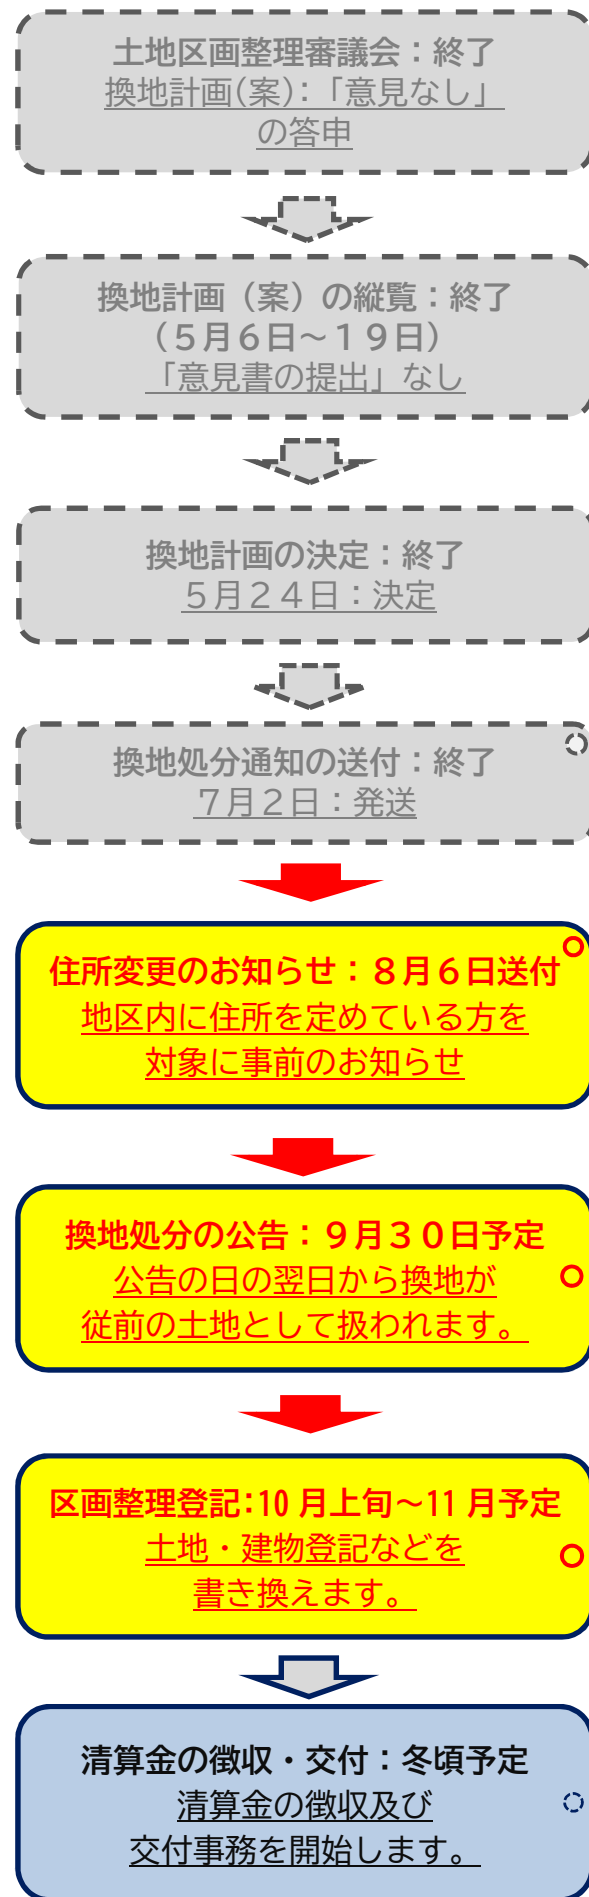 土地区画整理審議会：終了
換地計画(案)：「意見なし」
の答申
換地計画（案）の縦覧：終了
（５月６日～１９日）
「意見書の提出」なし
換地計画の決定：終了
５月２４日：決定
換地処分通知の送付：終了
７月２日：発送
住所変更のお知らせ：８月６日送付
地区内に住所を定めている方を
対象に事前のお知らせ
換地処分の公告：９月３０日予定
公告の日の翌日から換地が
従前の土地として扱われます。
区画整理登記:10月上旬～11月予定
土地・建物登記などを
書き換えます。
清算金の徴収・交付：冬頃予定
清算金の徴収及び
交付事務を開始します。